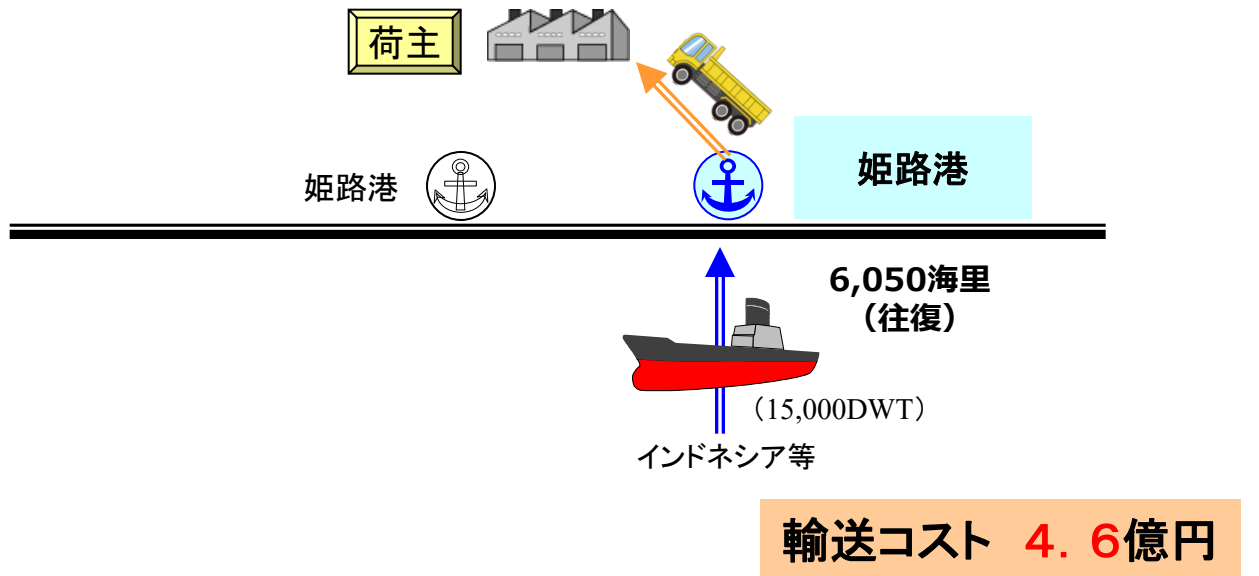 荷主
姫路港
姫路港
6,050海里
（往復）
（15,000DWT）
インドネシア等
輸送コスト　４．６億円